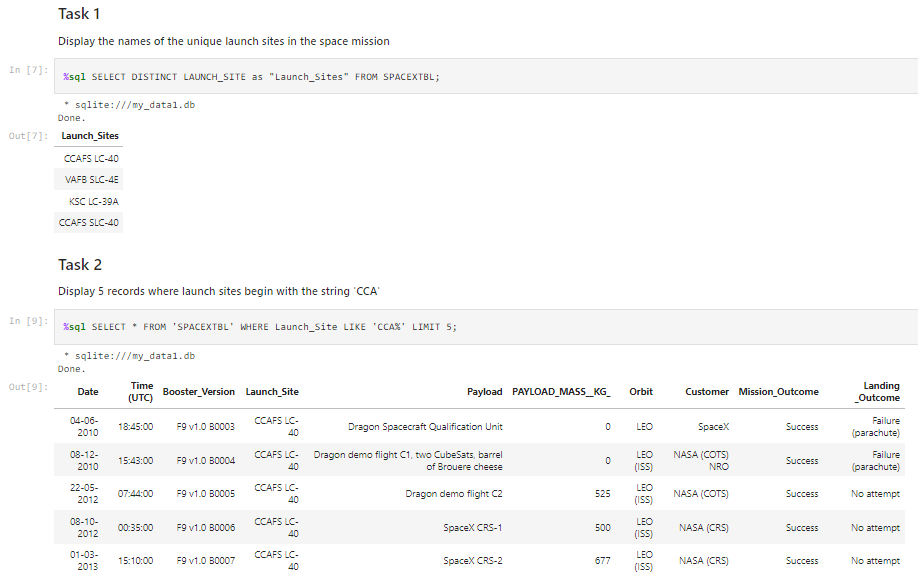 Task 1
Display the names of the unique launch sites in the space mission
In [7]: %sql SELECT DISTINCT LAUNCH_SITE as "Launch_Sites" FROM SPACEXTBL;
* sqlite:///my_data1.db
Done.
Out[7]: Launch_Sites
CCAFS LC-40
VAFB SLC-4E
KSC LC-39A
CCAFS SLC-40
Task 2
Display 5 records where launch sites begin with the string 'CCA'
In [9]: %sql SELECT * FROM 'SPACEXTBL' WHERE Launch_Site LIKE 'CCA%' LIMIT 5;
* sqlite:///my_data1.db
Done.
Out[9]:
Date Time (UTC) Booster_Version Launch_Site Payload PAYLOAD_MASS__KG_ Orbit Customer Mission_Outcome Landing _Outcome
04-06-2010 18:45:00 F9 v1.0 B0003 CCAFS LC-40 Dragon Spacecraft Qualification Unit 0 LEO SpaceX Success Failure (parachute)
08-12-2010 15:43:00 F9 v1.0 B0004 CCAFS LC-40 Dragon demo flight C1, two CubeSats, barrel of Brouere cheese 0 LEO (ISS) NASA (COTS) NRO Success Failure (parachute)
22-05-2012 07:44:00 F9 v1.0 B0005 CCAFS LC-40 Dragon demo flight C2 525 LEO (ISS) NASA (COTS) Success No attempt
08-10-2012 00:35:00 F9 v1.0 B0006 CCAFS LC-40 SpaceX CRS-1 500 LEO (ISS) NASA (CRS) Success No attempt
01-03-2013 15:10:00 F9 v1.0 B0007 CCAFS LC-40 SpaceX CRS-2 677 LEO (ISS) NASA (CRS) Success No attempt